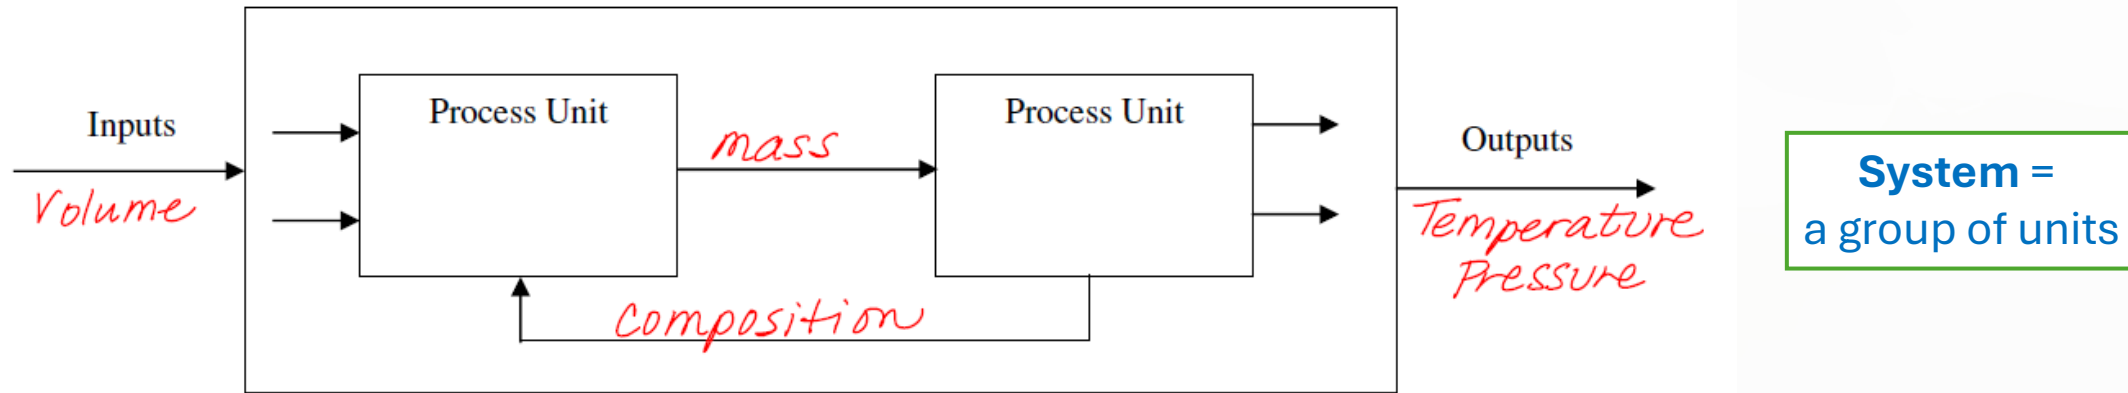 Inputs
Volume
Process Unit
mass
Process Unit
Composition
Outputs
Temperature
Pressure
System =
a group of units